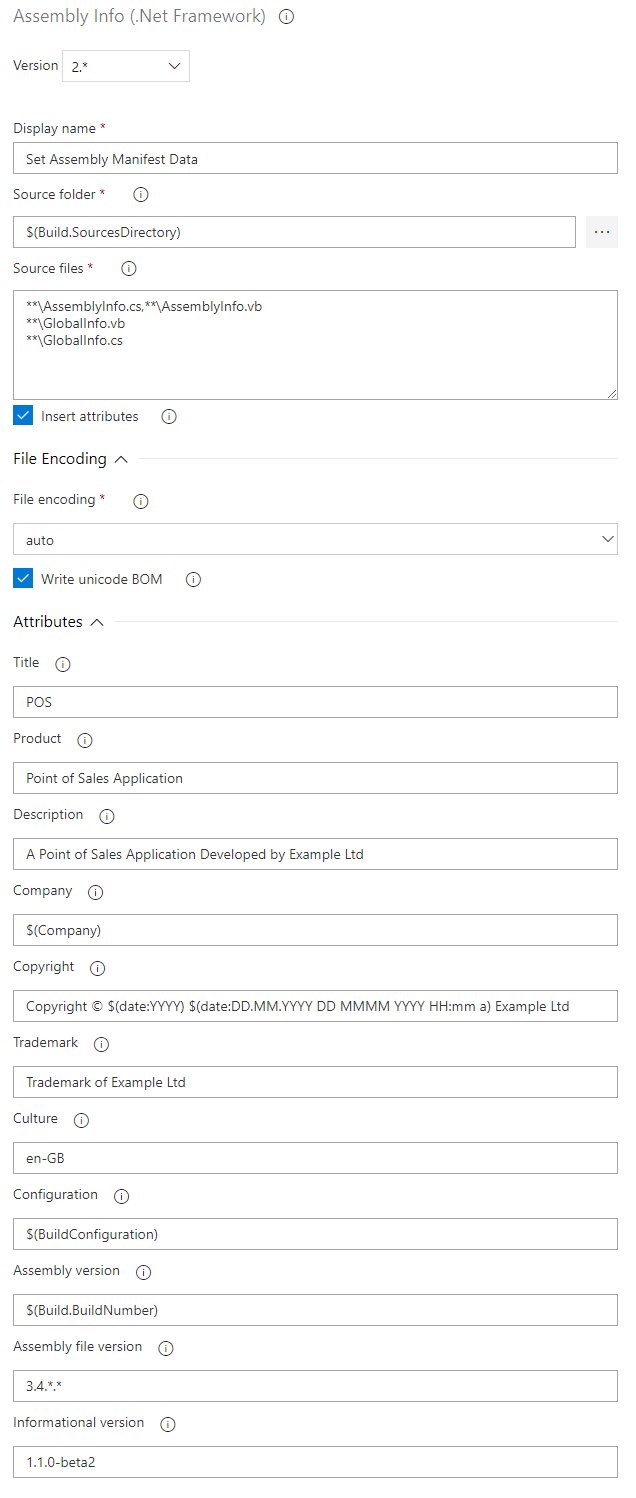 Assembly Info (.Net Framework)
Version 2.*
Display name *
Set Assembly Manifest Data
Source folder *
$(Build.SourcesDirectory)
...
Source files *
**\AssemblyInfo.cs,**\AssemblyInfo.vb
**\GlobalInfo.vb
**\GlobalInfo.cs
Insert attributes
File Encoding
File encoding *
auto
Write unicode BOM
Attributes
Title
POS
Product
Point of Sales Application
Description
A Point of Sales Application Developed by Example Ltd
Company
$(Company)
Copyright
Copyright © $(date:YYYY) $(date:DD.MM.YYYY DD MMMM YYYY HH:mm a) Example Ltd
Trademark
Trademark of Example Ltd
Culture
en-GB
Configuration
$(BuildConfiguration)
Assembly version
$(Build.BuildNumber)
Assembly file version
3.4.*.*
Informational version
1.1.0-beta2